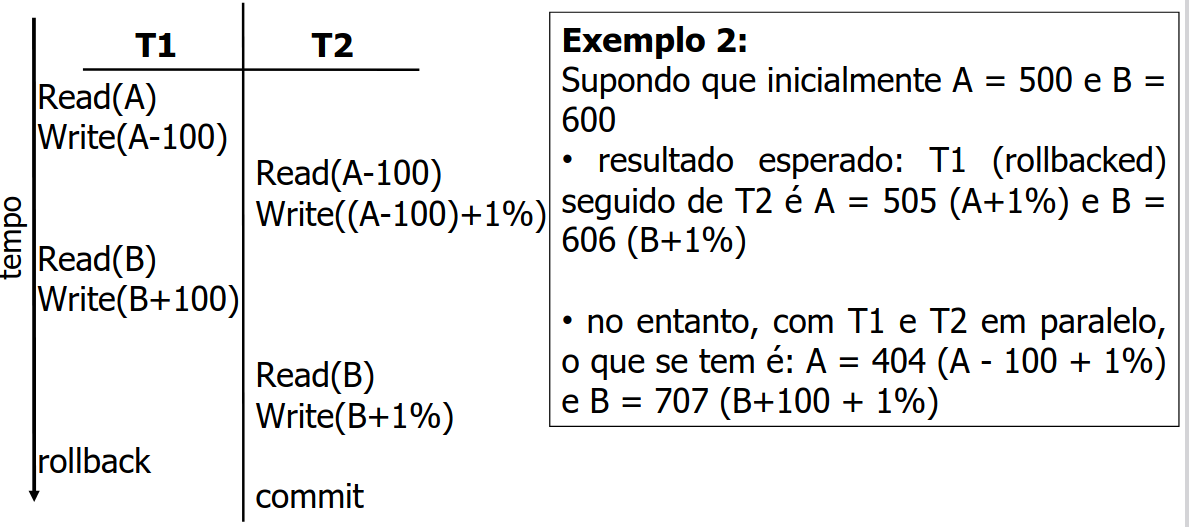 T1 T2
tempo
Read(A)
Write(A-100)
Read(A-100)
Write((A-100)+1%)
Read(B)
Write(B+100)
Read(B)
Write(B+1%)
rollback
commit
Exemplo 2:
Supondo que inicialmente A = 500 e B =
600
• resultado esperado: T1 (rollbacked)
seguido de T2 é A = 505 (A+1%) e B =
606 (B+1%)
• no entanto, com T1 e T2 em paralelo,
o que se tem é: A = 404 (A - 100 + 1%)
e B = 707 (B+100 + 1%)